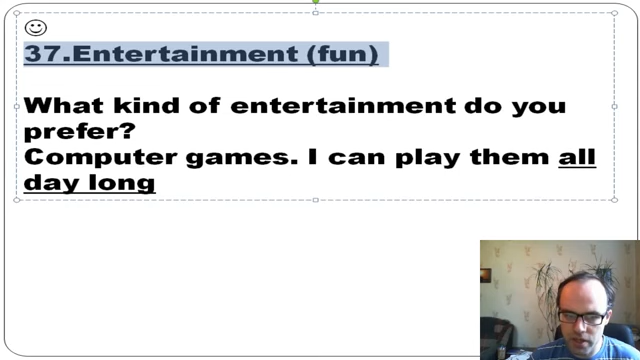 37.Entertainment (fun)
What kind of entertainment do you
prefer?
Computer games. I can play them all
day long